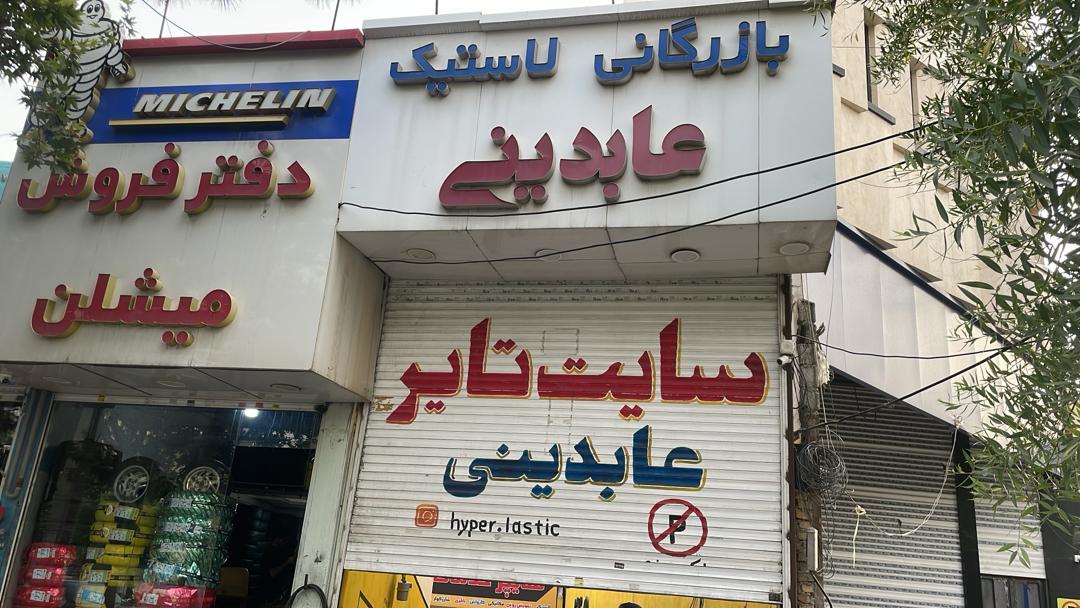 بازرگانی لاستیک
عابدینی
MICHELIN
دفتر فروش
میشلن
سایت تایر
عابدینی
hyper.lastic
P